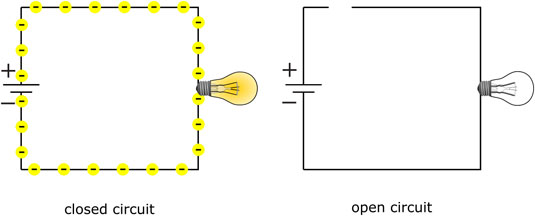 +
−
closed circuit
+
−
open circuit